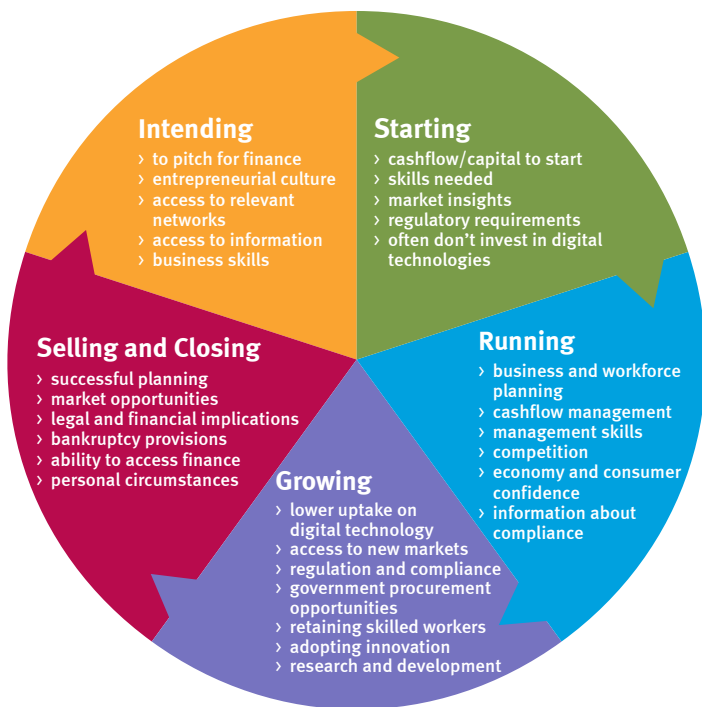 Intending
› to pitch for finance
› entrepreneurial culture
› access to relevant
networks
› access to information
› business skills
Starting
› cashflow/capital to start
› skills needed
› market insights
› regulatory requirements
› often don't invest in digital
technologies
Running
› business and workforce
planning
› cashflow management
› management skills
› competition
› economy and consumer
confidence
› information about
compliance
Growing
› lower uptake on
digital technology
› access to new markets
› regulation and compliance
› government procurement
opportunities
› retaining skilled workers
› adopting innovation
› research and development
Selling and Closing
› successful planning
› market opportunities
› legal and financial implications
› bankruptcy provisions
› ability to access finance
› personal circumstances